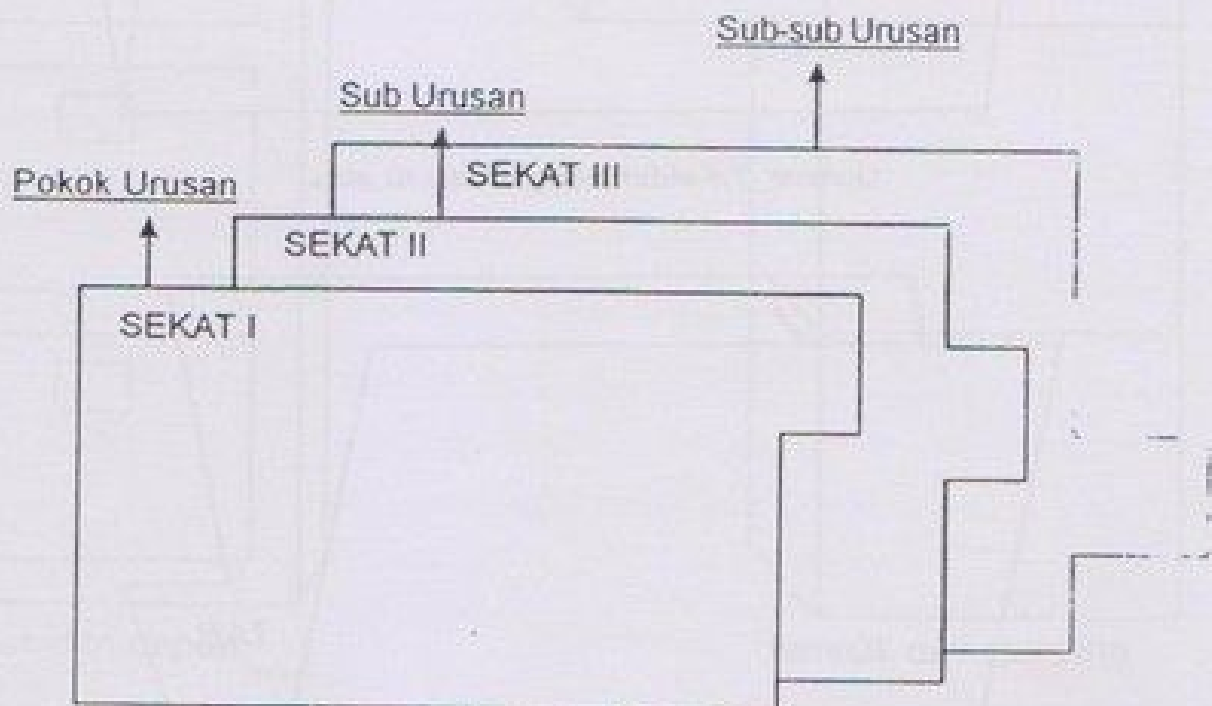 Sub-sub Urusan
Sub Urusan
Pokok Urusan
SEKAT III
SEKAT II
SEKAT I